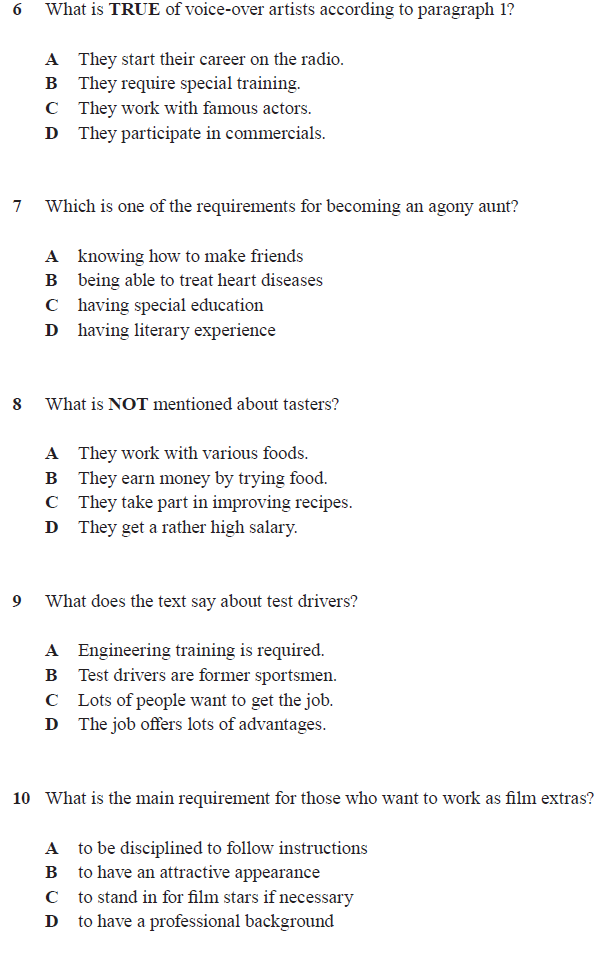 6 What is TRUE of voice-over artists according to paragraph 1?
A They start their career on the radio.
B They require special training.
C They work with famous actors.
D They participate in commercials.
7 Which is one of the requirements for becoming an agony aunt?
A knowing how to make friends
B being able to treat heart diseases
C having special education
D having literary experience
8 What is NOT mentioned about tasters?
A They work with various foods.
B They earn money by trying food.
C They take part in improving recipes.
D They get a rather high salary.
9 What does the text say about test drivers?
A Engineering training is required.
B Test drivers are former sportsmen.
C Lots of people want to get the job.
D The job offers lots of advantages.
10 What is the main requirement for those who want to work as film extras?
A to be disciplined to follow instructions
B to have an attractive appearance
C to stand in for film stars if necessary
D to have a professional background